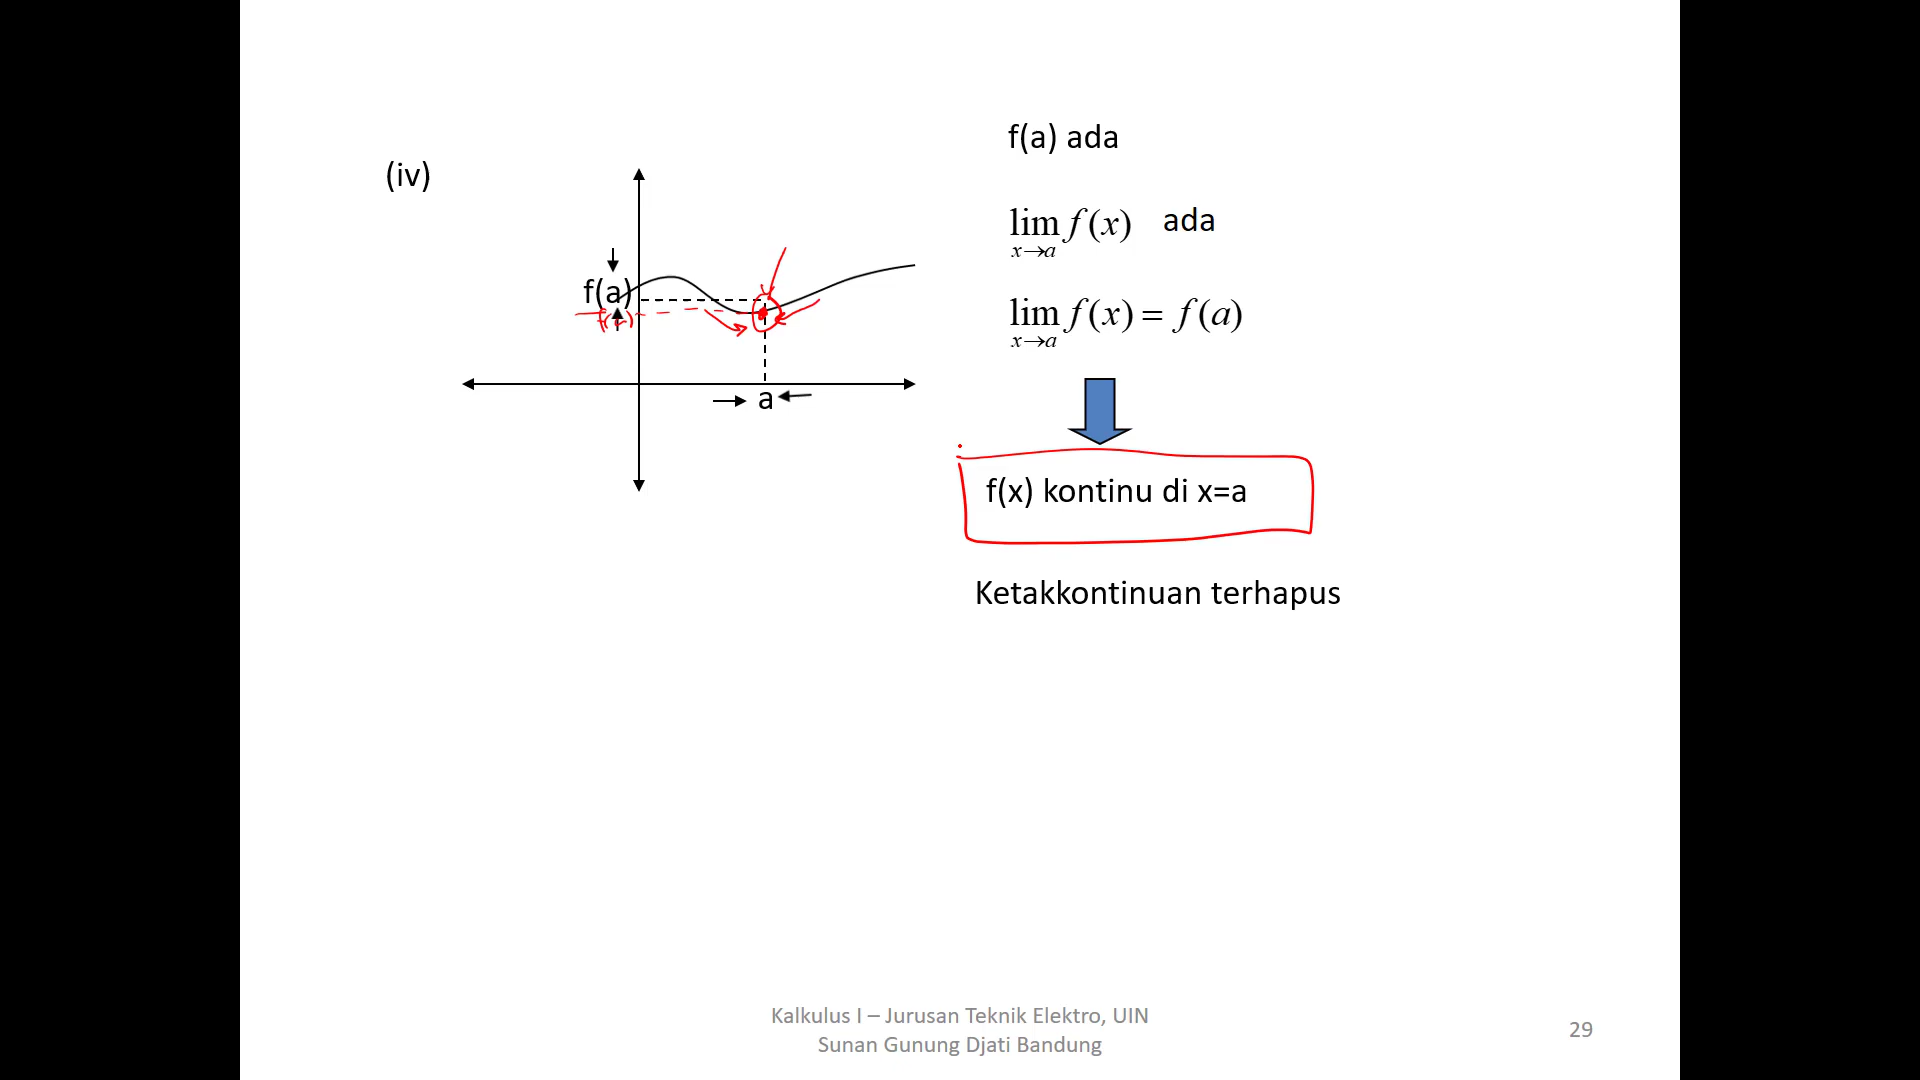 (iv)
f(a)
f(a)
a
f(a) ada
lim f(x) ada
x→a
lim f(x) = f(a)
x→a
f(x) kontinu di x=a
Ketakkontinuan terhapus
Kalkulus I – Jurusan Teknik Elektro, UIN
Sunan Gunung Djati Bandung
29